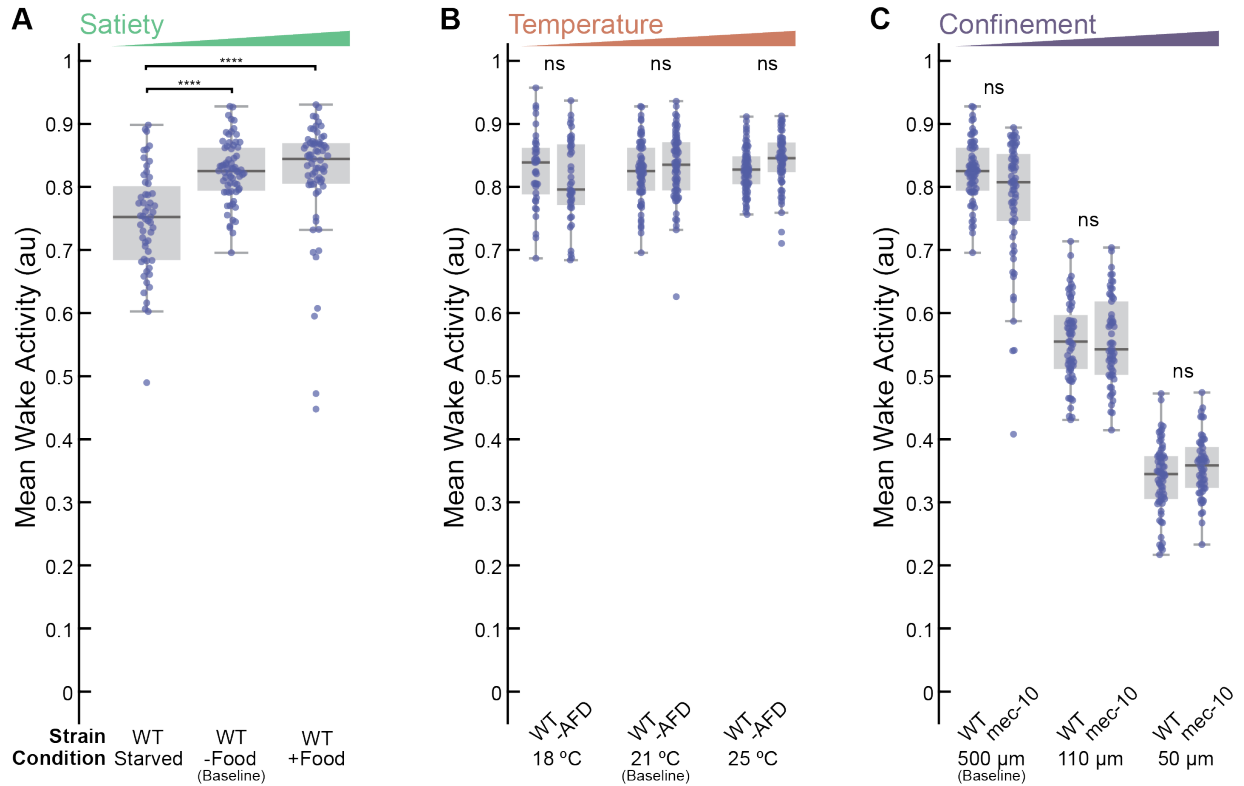 A Satiety
B Temperature
C Confinement
Mean Wake Activity (au)
1
0.9
0.8
0.7
0.6
0.5
0.4
0.3
0.2
0.1
0
****
****
Strain WT WT WT
Condition Starved -Food +Food
(Baseline)
Mean Wake Activity (au)
1
0.9
0.8
0.7
0.6
0.5
0.4
0.3
0.2
0.1
0
ns ns ns
WT -AFD WT -AFD WT -AFD
18 ºC 21 ºC 25 ºC
(Baseline)
Mean Wake Activity (au)
1
0.9
0.8
0.7
0.6
0.5
0.4
0.3
0.2
0.1
0
ns
ns
ns
WT mec-10 WT mec-10 WT mec-10
500 µm 110 µm 50 µm
(Baseline)